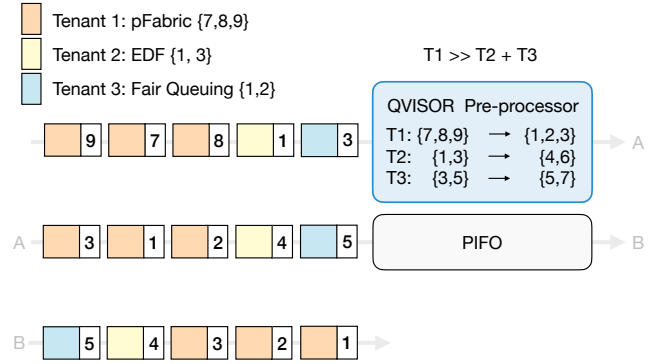 Tenant 1: pFabric {7,8,9}
Tenant 2: EDF {1, 3}
Tenant 3: Fair Queuing {1,2}
T1 >> T2 + T3
QVISOR Pre-processor
T1: {7,8,9} → {1,2,3}
T2: {1,3} → {4,6}
T3: {3,5} → {5,7}
9 7 8 1 3 A
A 3 1 2 4 5 PIFO B
B 5 4 3 2 1